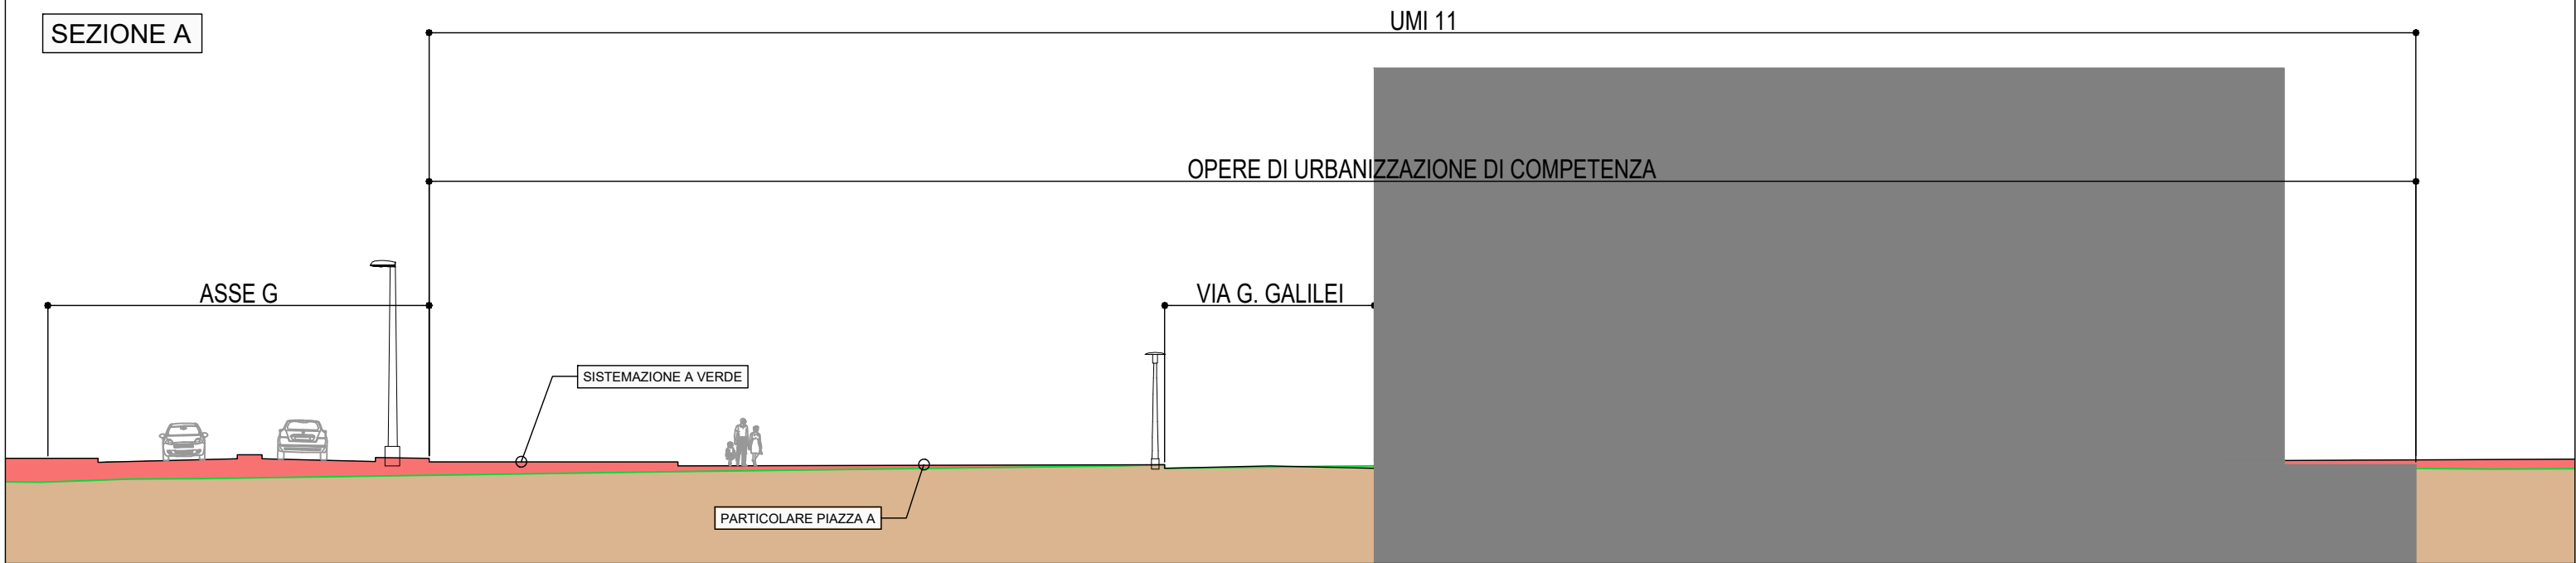 SEZIONE A
UMI 11
OPERE DI URBANIZZAZIONE DI COMPETENZA
ASSE G
VIA G. GALILEI
SISTEMAZIONE A VERDE
PARTICOLARE PIAZZA A